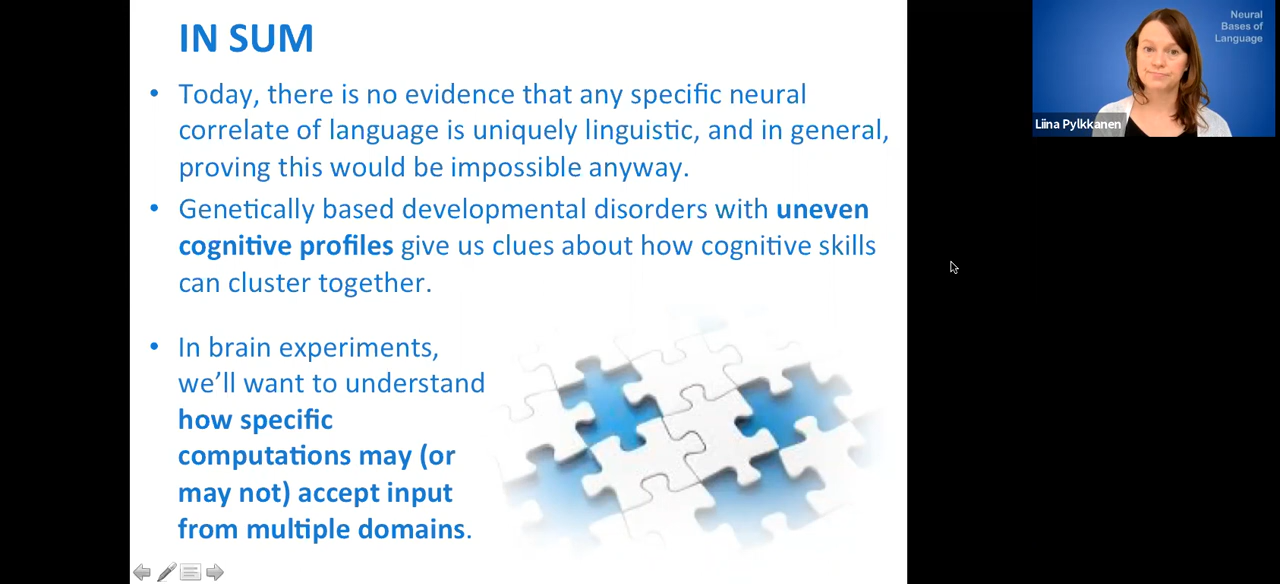 IN SUM
• Today, there is no evidence that any specific neural
correlate of language is uniquely linguistic, and in general,
proving this would be impossible anyway.
• Genetically based developmental disorders with uneven
cognitive profiles give us clues about how cognitive skills
can cluster together.
• In brain experiments,
we’ll want to understand
how specific
computations may (or
may not) accept input
from multiple domains.
Neural
Bases of
Language
Liina Pylkkanen